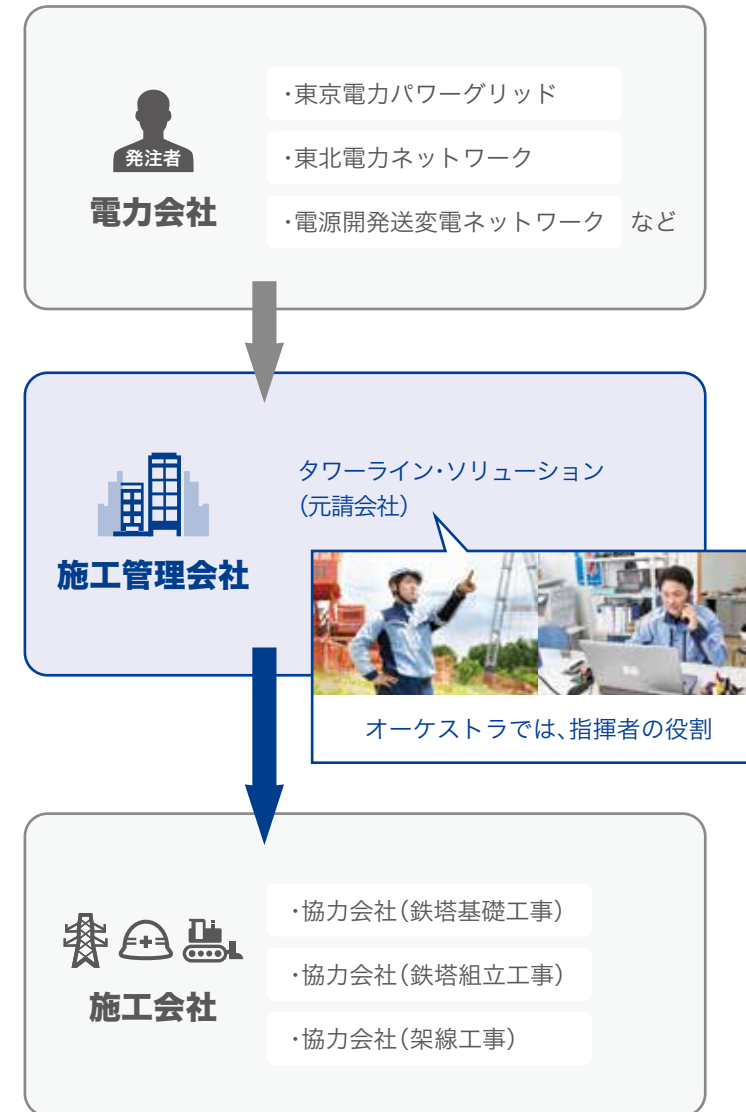 ・東京電力パワーグリッド
発注者
・東北電力ネットワーク
電力会社
・電源開発送変電ネットワーク など
タワーライン・ソリューション
（元請会社）
施工管理会社
オーケストラでは、指揮者の役割
・協力会社（鉄塔基礎工事）
・協力会社（鉄塔組立工事）
施工会社
・協力会社（架線工事）